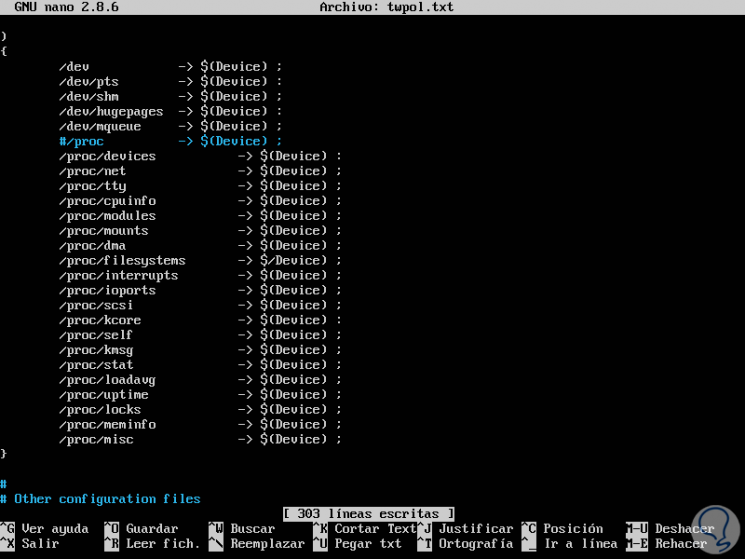 GNU nano 2.8.6 Archivo: twpol.txt
)
{
/dev -> $(Device) ;
/dev/pts -> $(Device) :
/dev/shm -> $(Device) ;
/dev/hugepages -> $(Device) :
/dev/mqueue -> $(Device) ;
#/proc -> $(Device) ;
/proc/devices -> $(Device) :
/proc/net -> $(Device) ;
/proc/tty -> $(Device) ;
/proc/cpuinfo -> $(Device) ;
/proc/modules -> $(Device) ;
/proc/mounts -> $(Device) ;
/proc/dma -> $(Device) ;
/proc/filesystems -> $/Device) ;
/proc/interrupts -> $(Device) ;
/proc/ioports -> $(Device) ;
/proc/scsi -> $(Device) ;
/proc/kcore -> $(Device) :
/proc/self -> $(Device) ;
/proc/kmsg -> $(Device) ;
/proc/stat -> $(Device) ;
/proc/loadavg -> $(Device) ;
/proc/uptime -> $(Device) ;
/proc/locks -> $(Device) ;
/proc/meminfo -> $(Device) ;
/proc/misc -> $(Device) ;
}
#
# Other configuration files
[ 303 líneas escritas ]
^G Ver ayuda ^O Guardar ^W Buscar ^K Cortar Text ^J Justificar ^C Posición M-U Deshacer
^X Salir ^R Leer fich. ^\ Reemplazar ^U Pegar txt ^T Ortografía ^_ Ir a línea M-E Rehacer